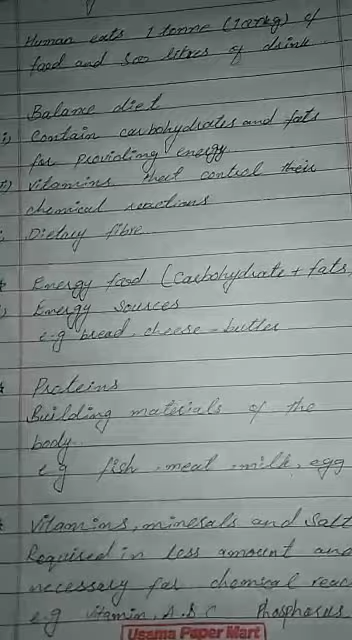 Human eats 1 tonne (1000kg) of
food and 500 litres of drink
Balance diet
i) Contain carbohydrates and fats
for providing energy
ii) vitamins that control their
chemical reactions
Dietry fibre
Energy food (Carbohydrate + fats
Energy sources
e.g bread, cheese - butter
Proteins
Building materials of the
body.
e g fish, meat, milk, egg
Vitamins, minerals and Salt
Required in less amount and
necessary for chemical reac
e.g vitamin. A.B.C Phosphorus
Usama Paper Mart